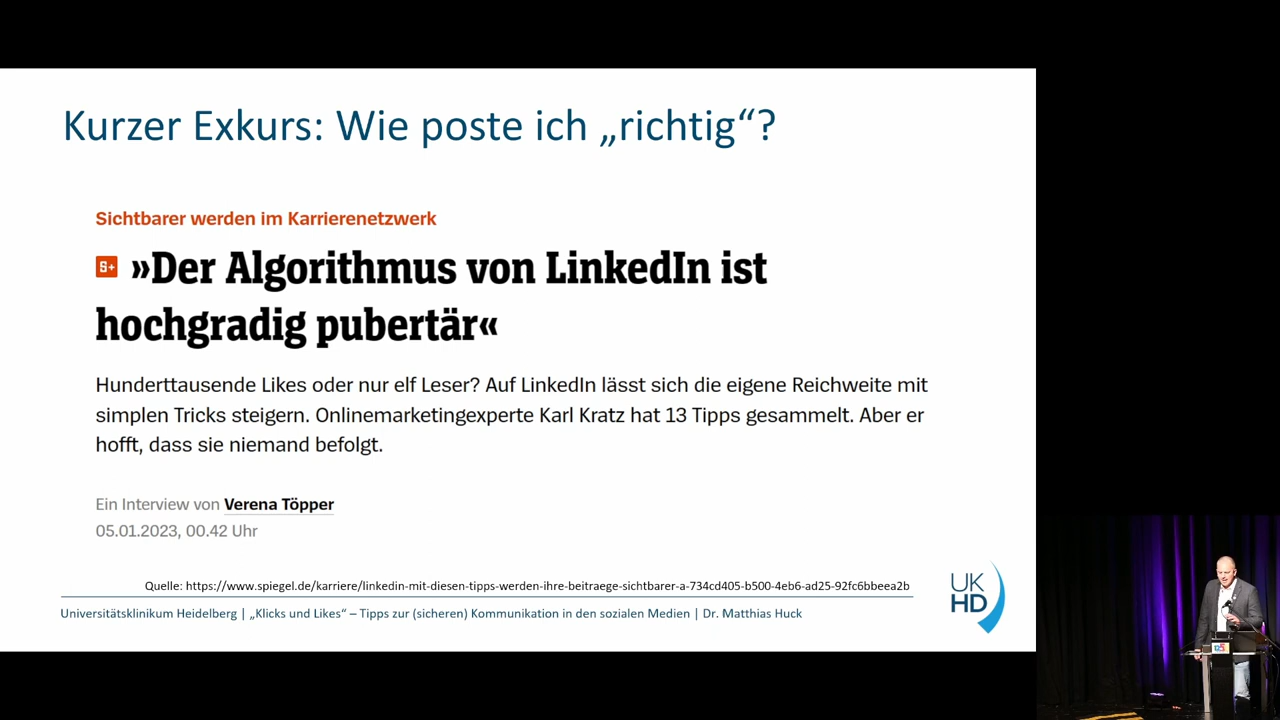 Kurzer Exkurs: Wie poste ich „richtig“?
Sichtbarer werden im Karrierenetzwerk
S+ »Der Algorithmus von LinkedIn ist
hochgradig pubertär«
Hunderttausende Likes oder nur elf Leser? Auf LinkedIn lässt sich die eigene Reichweite mit
simplen Tricks steigern. Onlinemarketingexperte Karl Kratz hat 13 Tipps gesammelt. Aber er
hofft, dass sie niemand befolgt.
Ein Interview von Verena Töpper
05.01.2023, 00.42 Uhr
Quelle: https://www.spiegel.de/karriere/linkedin-mit-diesen-tipps-werden-ihre-beitraege-sichtbarer-a-734cd405-b500-4eb6-ad25-92fc6bbeea2b
Universitätsklinikum Heidelberg | „Klicks und Likes“ – Tipps zur (sicheren) Kommunikation in den sozialen Medien | Dr. Matthias Huck
UK
HD